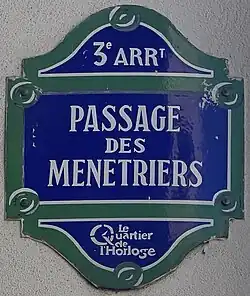 3e ARRT
PASSAGE
DES
MENETRIERS
Le
Quartier
de
l'Horloge